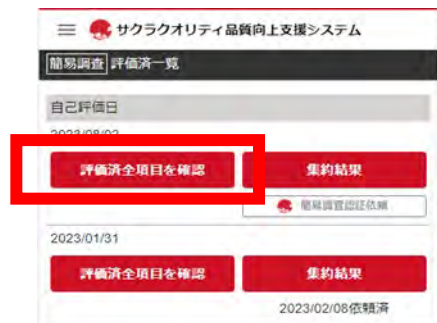 サクラクオリティ品質向上支援システム
簡易調査 評価済一覧
自己評価日
2023/08/02
評価済全項目を確認
集約結果
簡易調査認証依頼
2023/01/31
評価済全項目を確認
集約結果
2023/02/08依頼済